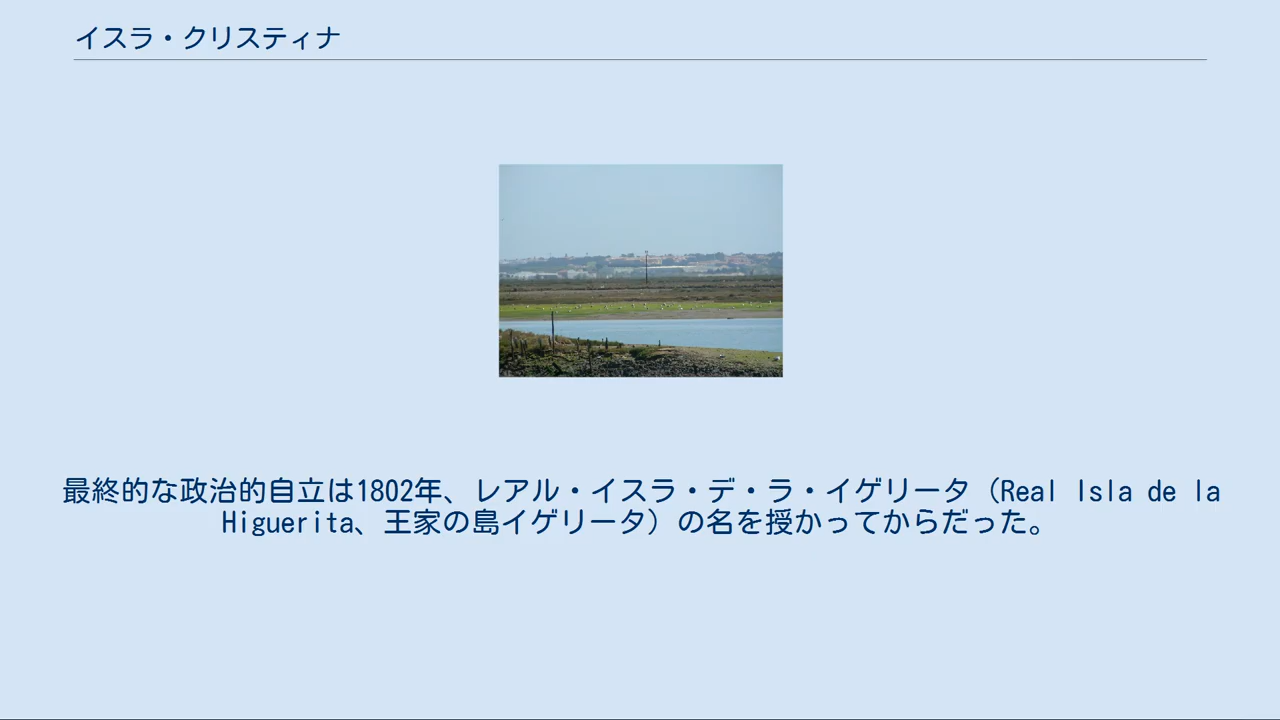 イスラ・クリスティナ
最終的な政治的自立は1802年、レアル・イスラ・デ・ラ・イゲリータ（Real Isla de la
Higuerita、王家の島イゲリータ）の名を授かってからだった。